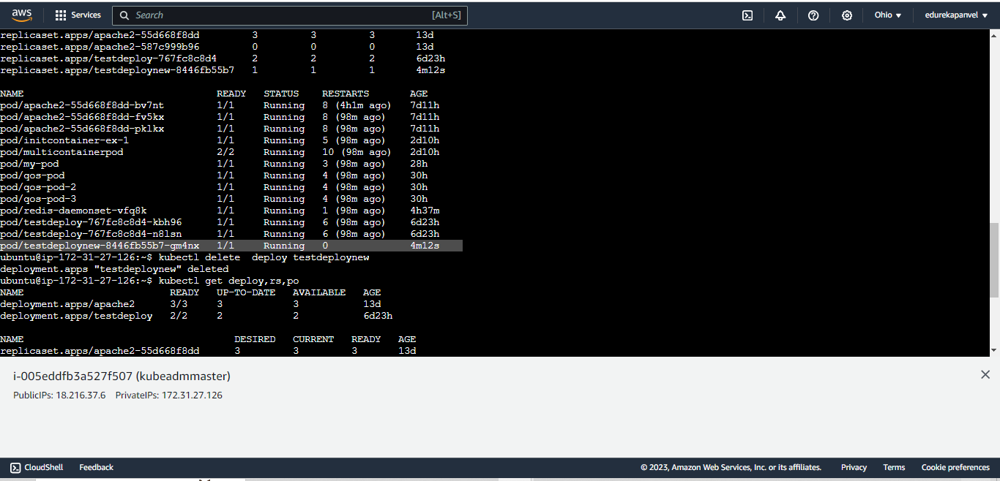 aws Services Search [Alt+S] Ohio edurekapanvel
replicaset.apps/apache2-55d668f8dd 3 3 3 13d
replicaset.apps/apache2-587c999b96 0 0 0 13d
replicaset.apps/testdeploy-767fc8c8d4 2 2 2 6d23h
replicaset.apps/testdeploynew-8446fb55b7 1 1 1 4m12s
NAME READY STATUS RESTARTS AGE
pod/apache2-55d668f8dd-bv7nt 1/1 Running 8 (4h1m ago) 7d11h
pod/apache2-55d668f8dd-fv5kx 1/1 Running 8 (98m ago) 7d11h
pod/apache2-55d668f8dd-pklkx 1/1 Running 8 (98m ago) 7d11h
pod/initcontainer-ex-1 1/1 Running 5 (98m ago) 2d10h
pod/multicontainerpod 2/2 Running 10 (98m ago) 2d10h
pod/my-pod 1/1 Running 3 (98m ago) 28h
pod/qos-pod 1/1 Running 4 (98m ago) 30h
pod/qos-pod-2 1/1 Running 4 (98m ago) 30h
pod/qos-pod-3 1/1 Running 4 (98m ago) 30h
pod/redis-daemonset-vfq8k 1/1 Running 1 (98m ago) 4h37m
pod/testdeploy-767fc8c8d4-kbh96 1/1 Running 6 (98m ago) 6d23h
pod/testdeploy-767fc8c8d4-n8lsn 1/1 Running 6 (98m ago) 6d23h
pod/testdeploynew-8446fb55b7-gm4nx 1/1 Running 0 4m12s
ubuntu@ip-172-31-27-126:~$ kubectl delete  deploy testdeploynew
deployment.apps "testdeploynew" deleted
ubuntu@ip-172-31-27-126:~$ kubectl get deploy,rs,po
NAME READY UP-TO-DATE AVAILABLE AGE
deployment.apps/apache2 3/3 3 3 13d
deployment.apps/testdeploy 2/2 2 2 6d23h
NAME DESIRED CURRENT READY AGE
replicaset.apps/apache2-55d668f8dd 3 3 3 13d
i-005eddfb3a527f507 (kubeadmmaster)
PublicIPs: 18.216.37.6 PrivateIPs: 172.31.27.126
CloudShell Feedback © 2023, Amazon Web Services, Inc. or its affiliates. Privacy Terms Cookie preferences